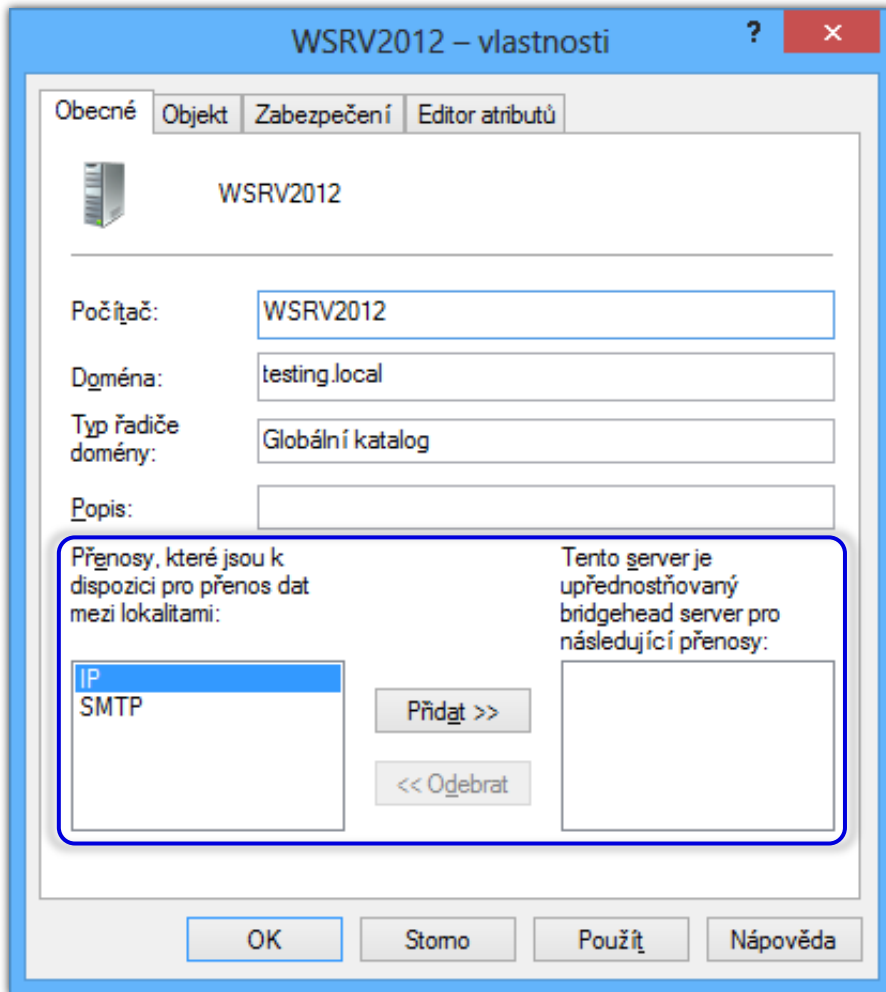 WSRV2012 – vlastnosti
?
Obecné
Objekt
Zabezpečení
Editor atributů
WSRV2012
Počítač:
WSRV2012
Doména:
testing.local
Typ řadiče
domény:
Globální katalog
Popis:
Přenosy, které jsou k
dispozici pro přenos dat
mezi lokalitami:
Tento server je
upřednostňovaný
bridgehead server pro
následující přenosy:
IP
SMTP
Přidat >>
<< Odebrat
OK
Storno
Použít
Nápověda